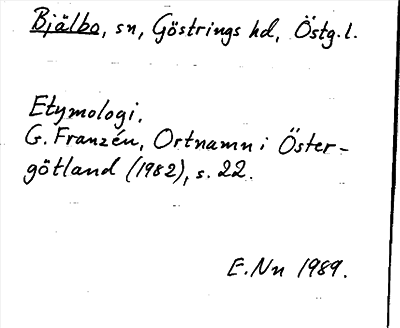 Bjälbo, sn, Göstrings hd, Östg.l.
Etymologi.
G. Franzén, Ortnamn i Öster-
götland (1982), s. 22.
E. Nn 1989.